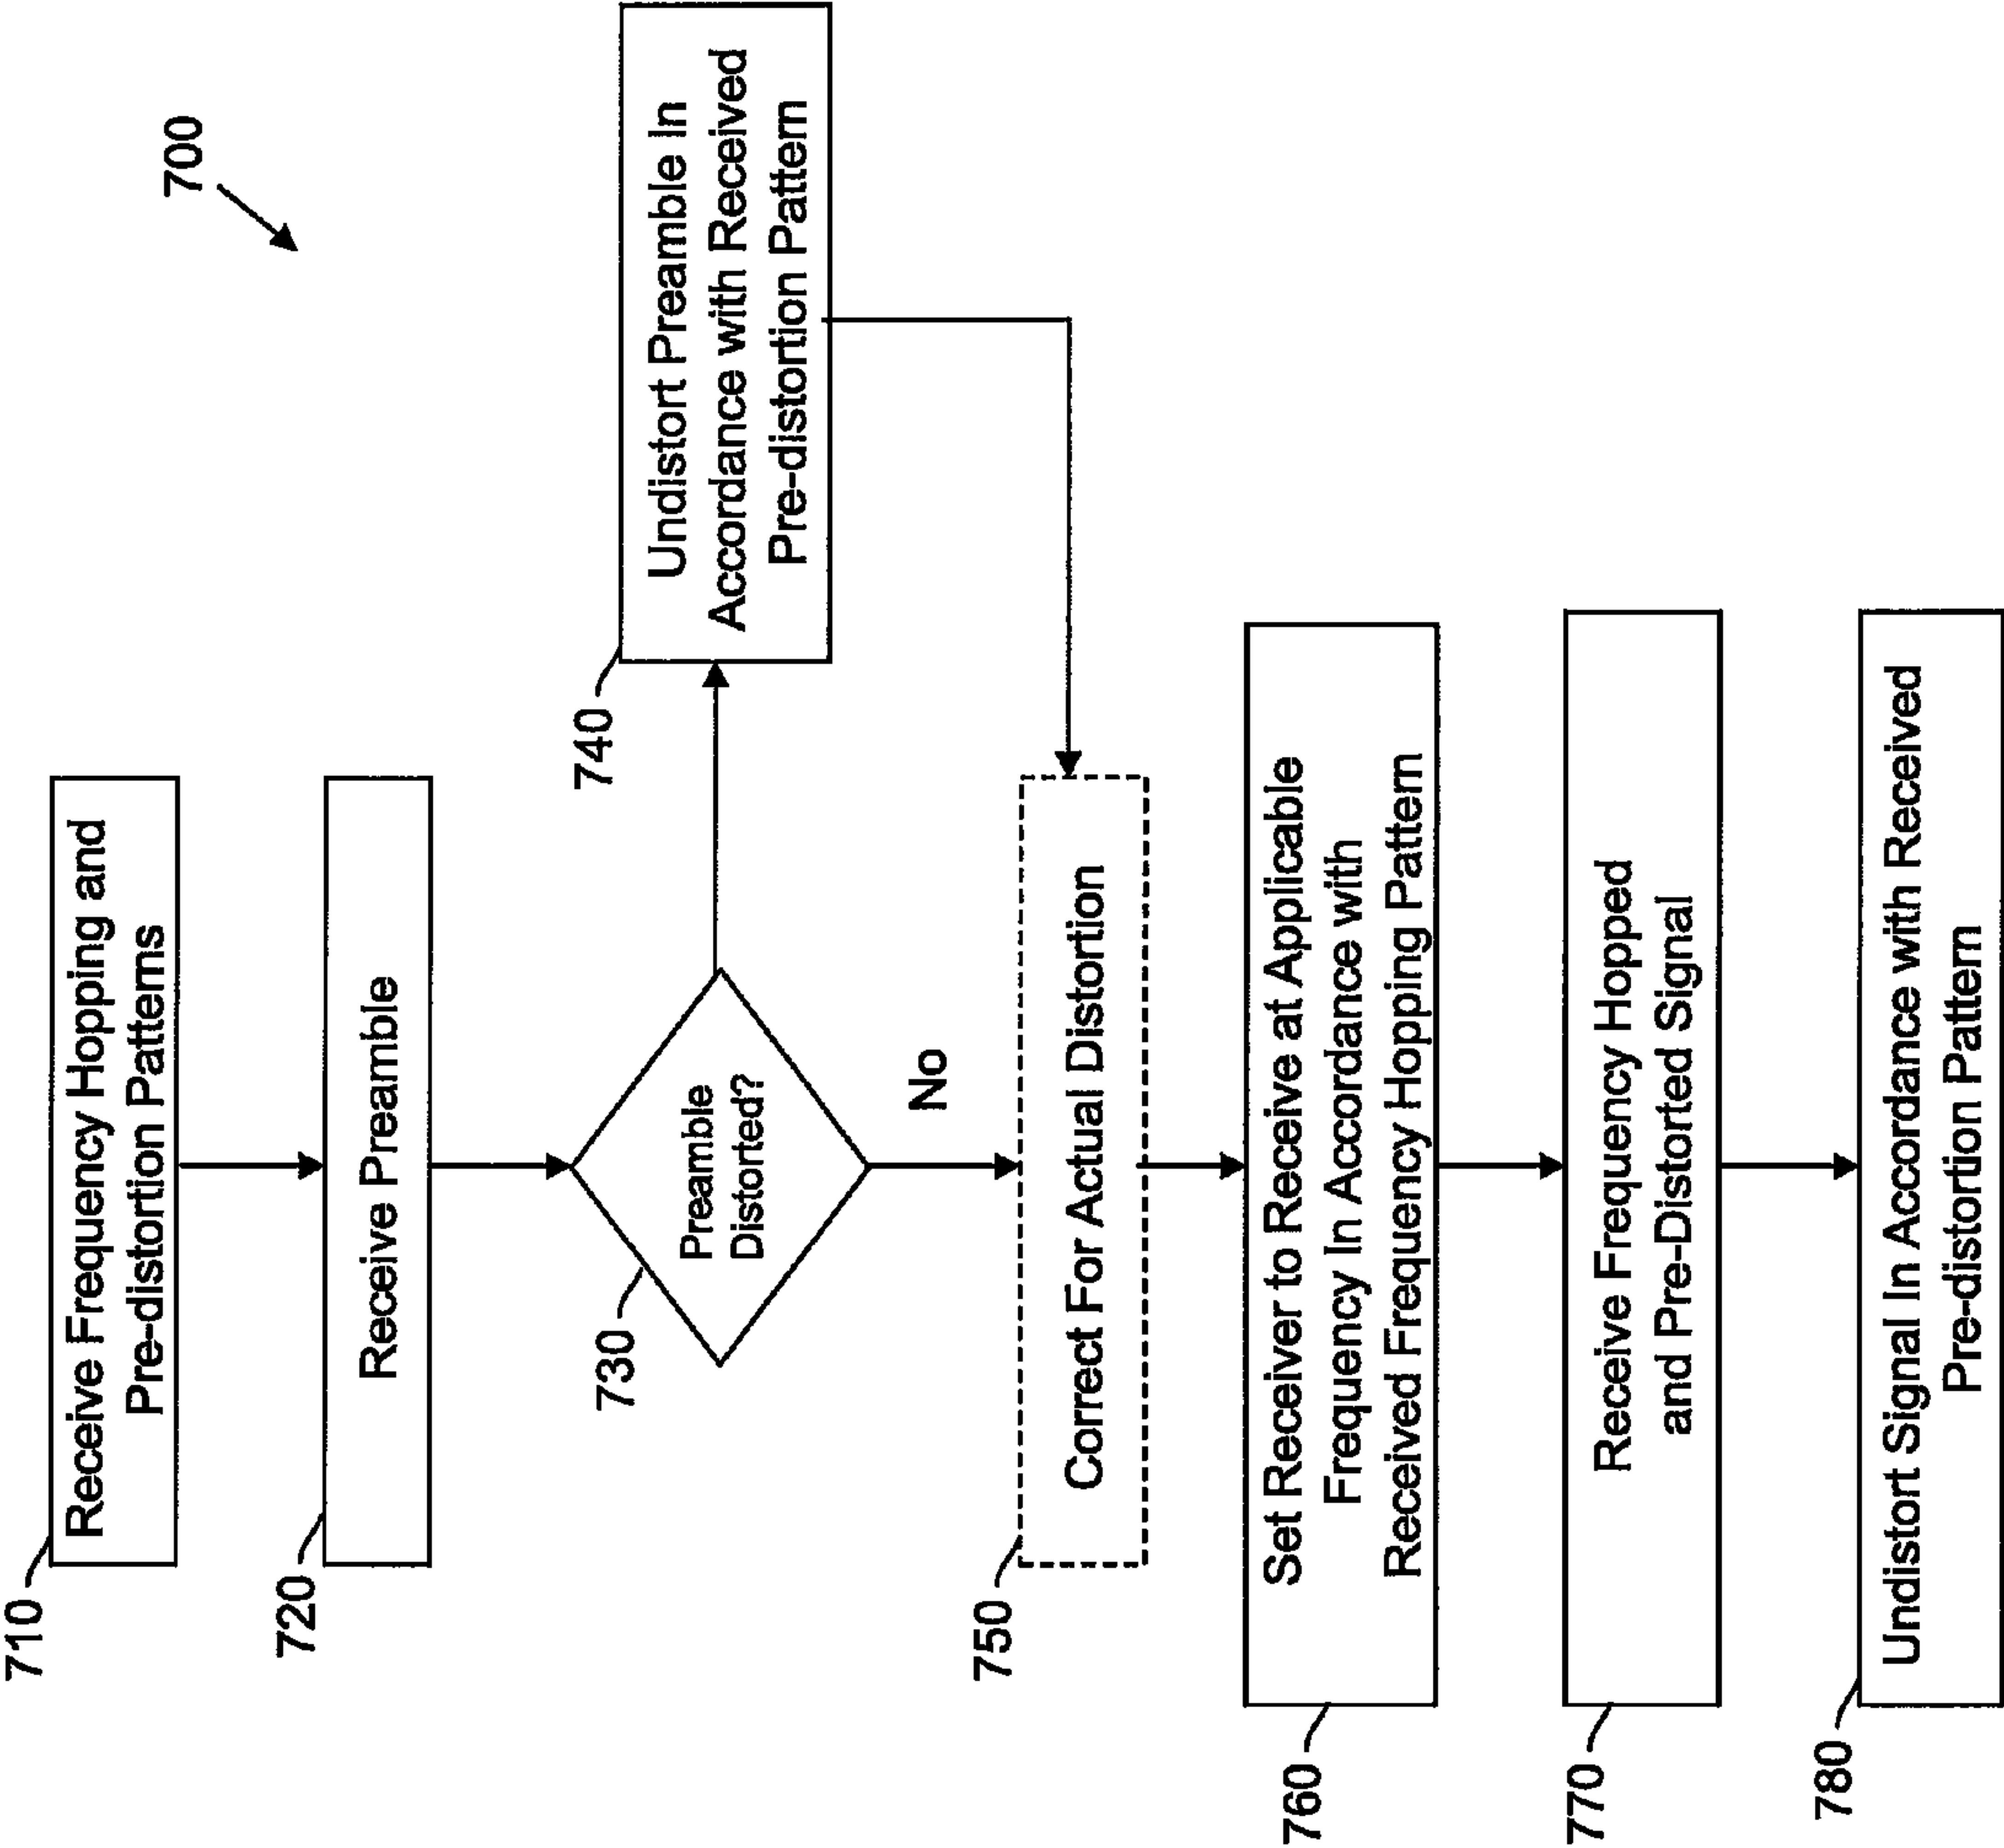 700
710
Receive Frequency Hopping and
Pre-distortion Patterns
720
Receive Preamble
730
Preamble
Distorted?
No
740
Undistort Preamble In
Accordance with Received
Pre-distortion Pattern
750
Correct For Actual Distortion
760
Set Receiver to Receive at Applicable
Frequency In Accordance with
Received Frequency Hopping Pattern
770
Receive Frequency Hopped
and Pre-Distorted Signal
780
Undistort Signal In Accordance with Received
Pre-distortion Pattern